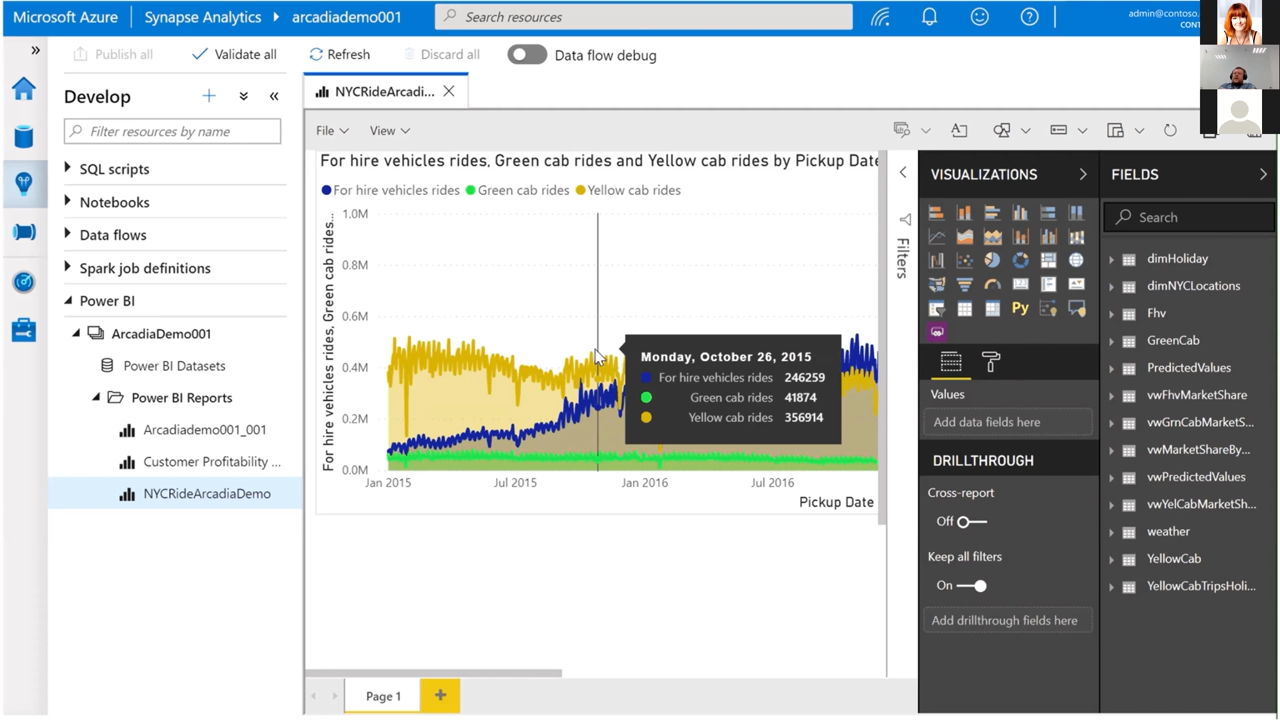 Microsoft Azure
Synapse Analytics
arcadiademo001
Search resources
admin@contoso.
CONT
Publish all
Validate all
Refresh
Discard all
Data flow debug
Develop
Filter resources by name
SQL scripts
Notebooks
Data flows
Spark job definitions
Power BI
ArcadiaDemo001
Power BI Datasets
Power BI Reports
Arcadiademo01_001
Customer Profitability ...
NYCRideArcadiaDemo
NYCRideArcadi...
File
View
For hire vehicles rides, Green cab rides and Yellow cab rides by Pickup Date
For hire vehicles rides
Green cab rides
Yellow cab rides
For hire vehicles rides, Green cab rides...
1.0M
0.8M
0.6M
0.4M
0.2M
0.0M
Jan 2015
Jul 2015
Jan 2016
Jul 2016
Pickup Date
Monday, October 26, 2015
For hire vehicles rides 246259
Green cab rides 41874
Yellow cab rides 356914
Page 1
Filters
VISUALIZATIONS
Py
Values
Add data fields here
DRILLTHROUGH
Cross-report
Off
Keep all filters
On
Add drillthrough fields here
FIELDS
Search
dimHoliday
dimNYCLocations
Fhv
GreenCab
PredictedValues
vwFhvMarketShare
vwGrnCabMarketS...
vwMarketShareBy...
vwPredictedValues
vwYelCabMarketSh...
weather
YellowCab
YellowCabTripsHoli...